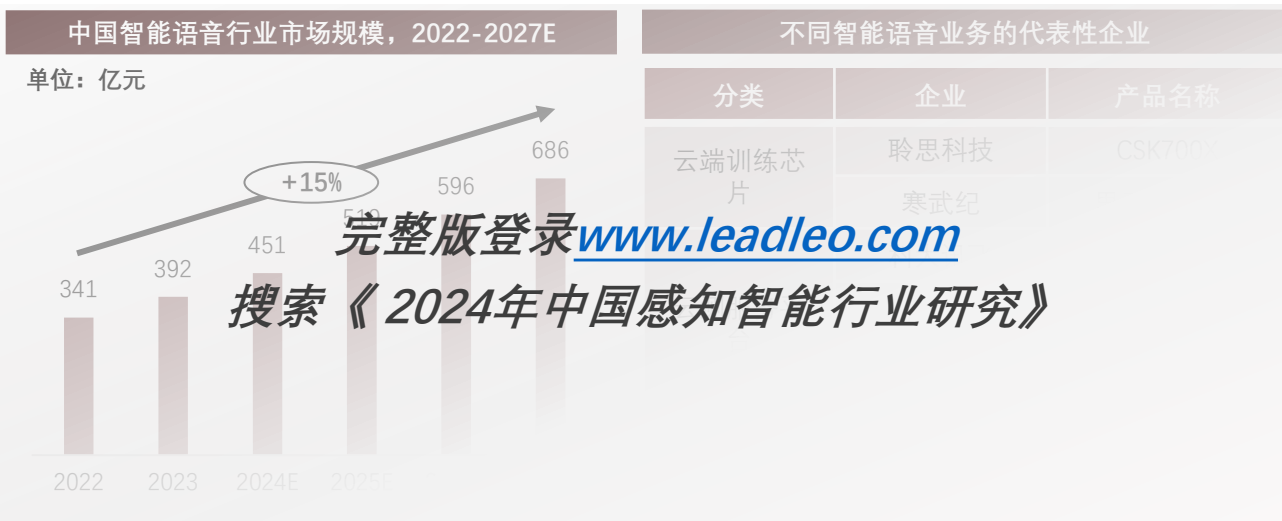 中国智能语音行业市场规模，2022-2027E
单位：亿元
+15%
341
392
451
519
596
686
2022
2023
2024E
2025E
不同智能语音业务的代表性企业
分类
企业
产品名称
云端训练芯
片
聆思科技
寒武纪
完整版登录www.leadleo.com
搜索《 2024年中国感知智能行业研究》